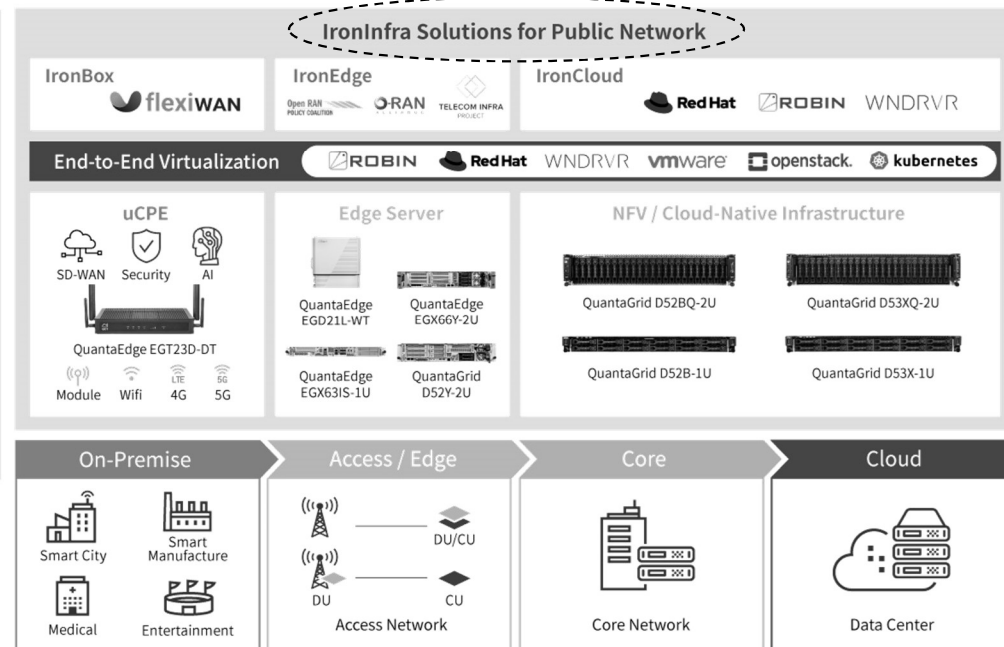 IronInfra Solutions for Public Network
IronBox
flexiWAN
IronEdge
Open RAN
POLICY COALITION
O-RAN
TELECOM INFRA
PROJECT
IronCloud
Red Hat
ROBIN
WNDRVR
End-to-End Virtualization
ROBIN
Red Hat
WNDRVR
vmware
openstack.
kubernetes
uCPE
SD-WAN
Security
AI
QuantaEdge EGT23D-DT
Module
Wifi
LTE
4G
5G
5G
Edge Server
QuantaEdge
EGD21L-WT
QuantaEdge
EGX66Y-2U
QuantaEdge
EGX63IS-1U
QuantaGrid
D52Y-2U
NFV / Cloud-Native Infrastructure
QuantaGrid D52BQ-2U
QuantaGrid D53XQ-2U
QuantaGrid D52B-1U
QuantaGrid D53X-1U
On-Premise
Access / Edge
Core
Cloud
Smart City
Smart
Manufacture
Medical
Entertainment
DU/CU
DU
CU
Access Network
Core Network
Data Center